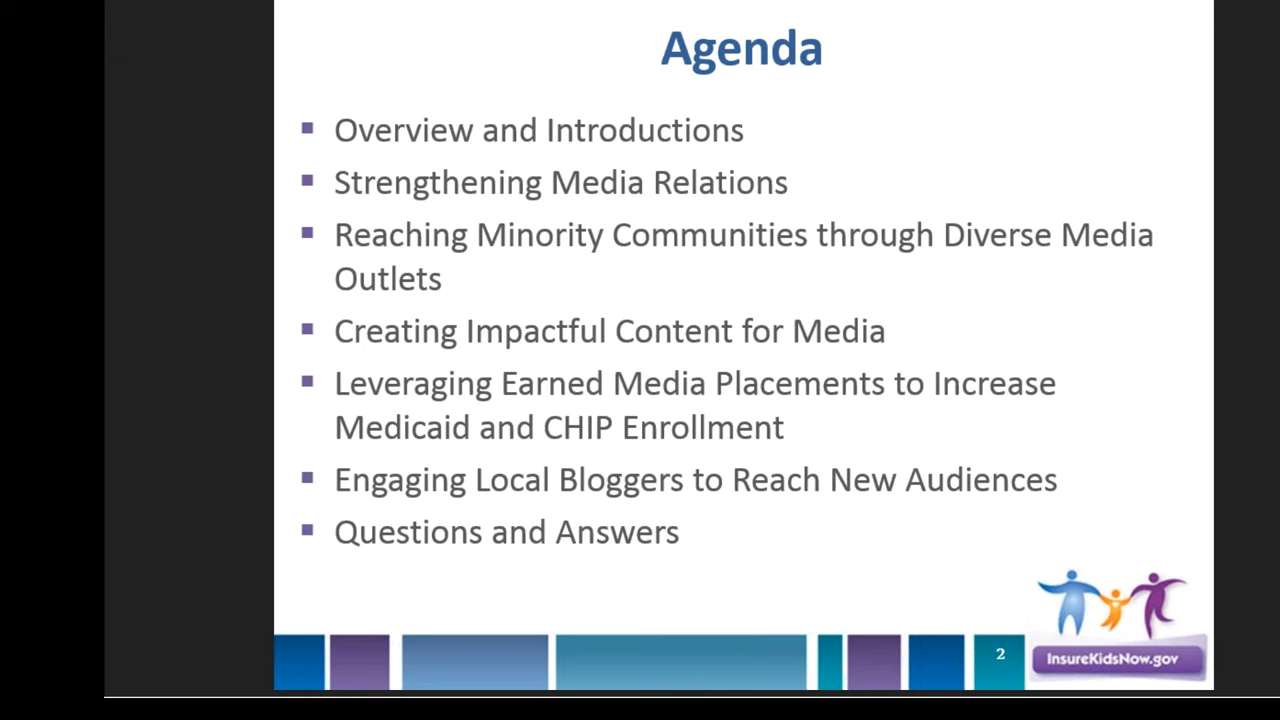 Agenda
Overview and Introductions
Strengthening Media Relations
Reaching Minority Communities through Diverse Media
Outlets
Creating Impactful Content for Media
Leveraging Earned Media Placements to Increase
Medicaid and CHIP Enrollment
Engaging Local Bloggers to Reach New Audiences
Questions and Answers
2
InsureKidsNow.gov